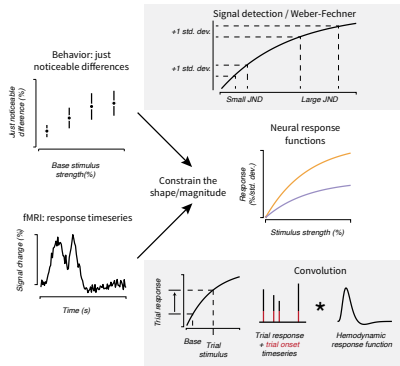 Signal detection / Weber-Fechner
+1 std. dev.
+1 std. dev.
Small JND
Large JND
Behavior: just
noticeable differences
Just noticeable
difference (%)
Base stimulus
strength(%)
Constrain the
shape/magnitude
Neural response
functions
Response
(%/std. dev.)
Stimulus strength (%)
fMRI: response timeseries
Signal change (%)
Time (s)
Convolution
Trial response
Base
Trial
stimulus
*
Trial response
+ trial onset
timeseries
Hemodynamic
response function